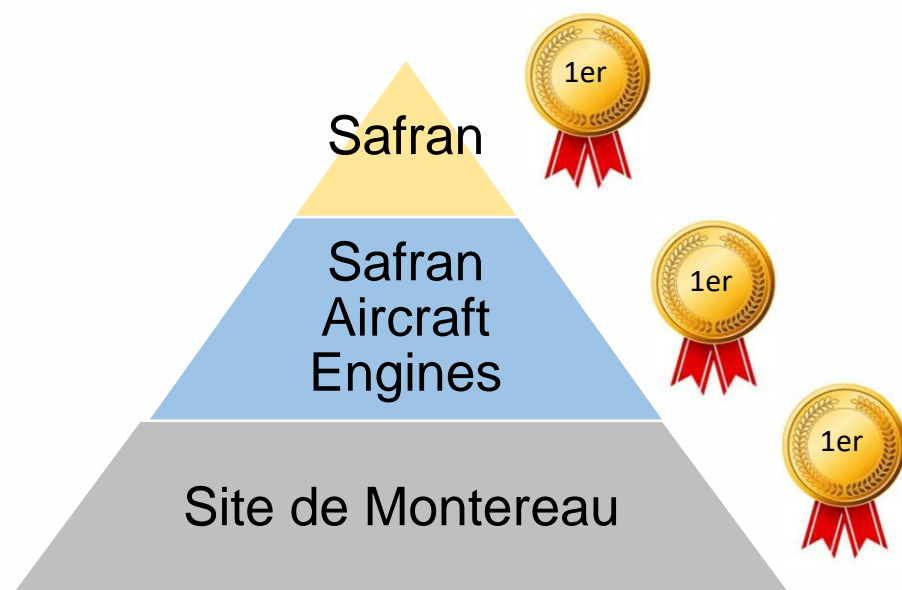 Safran
1er
Safran
Aircraft
Engines
1er
Site de Montereau
1er